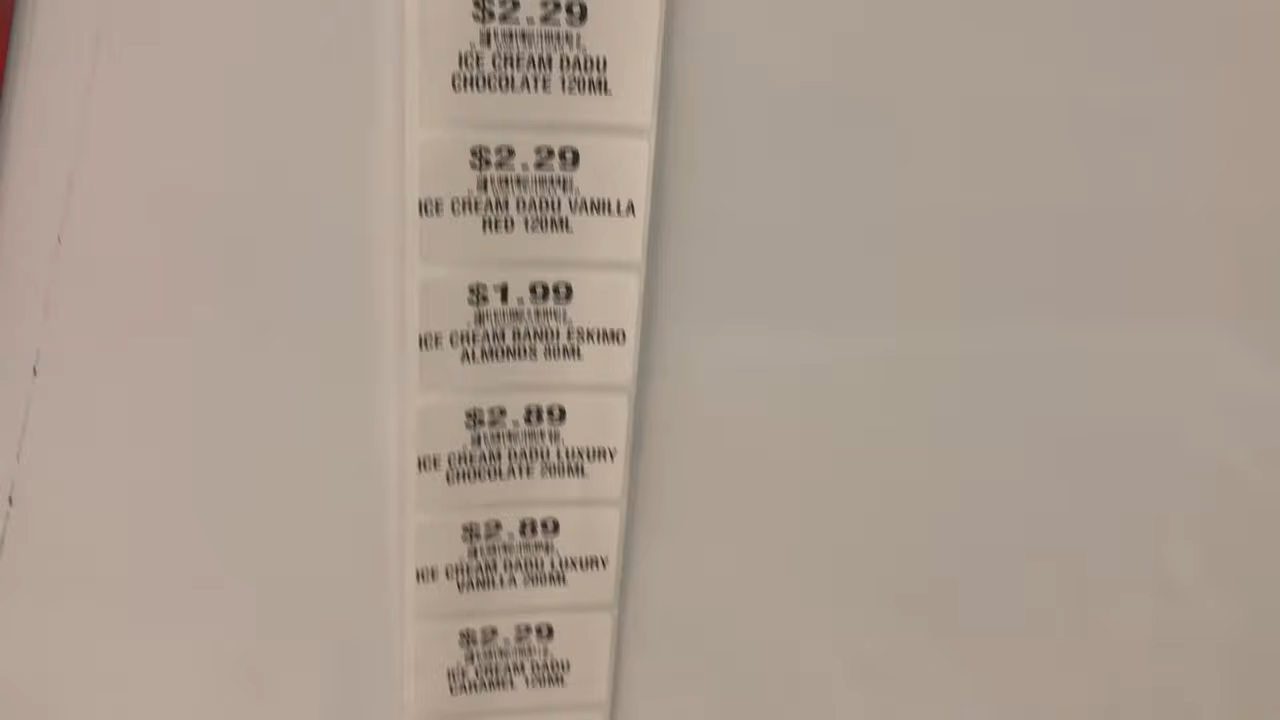 $2.29
ICE CREAM DADU
CHOCOLATE 120ML
$2.29
ICE CREAM DADU VANILLA
RED 120ML
$1.99
ICE CREAM DANDI ESKIMO
ALMONDS 80ML
$2.89
ICE CREAM DADU LUXURY
CHOCOLATE 200ML
$2.89
ICE CREAM DADU LUXURY
VANILLA 200ML
$2.29
ICE CREAM DADU
CARAMEL 120ML